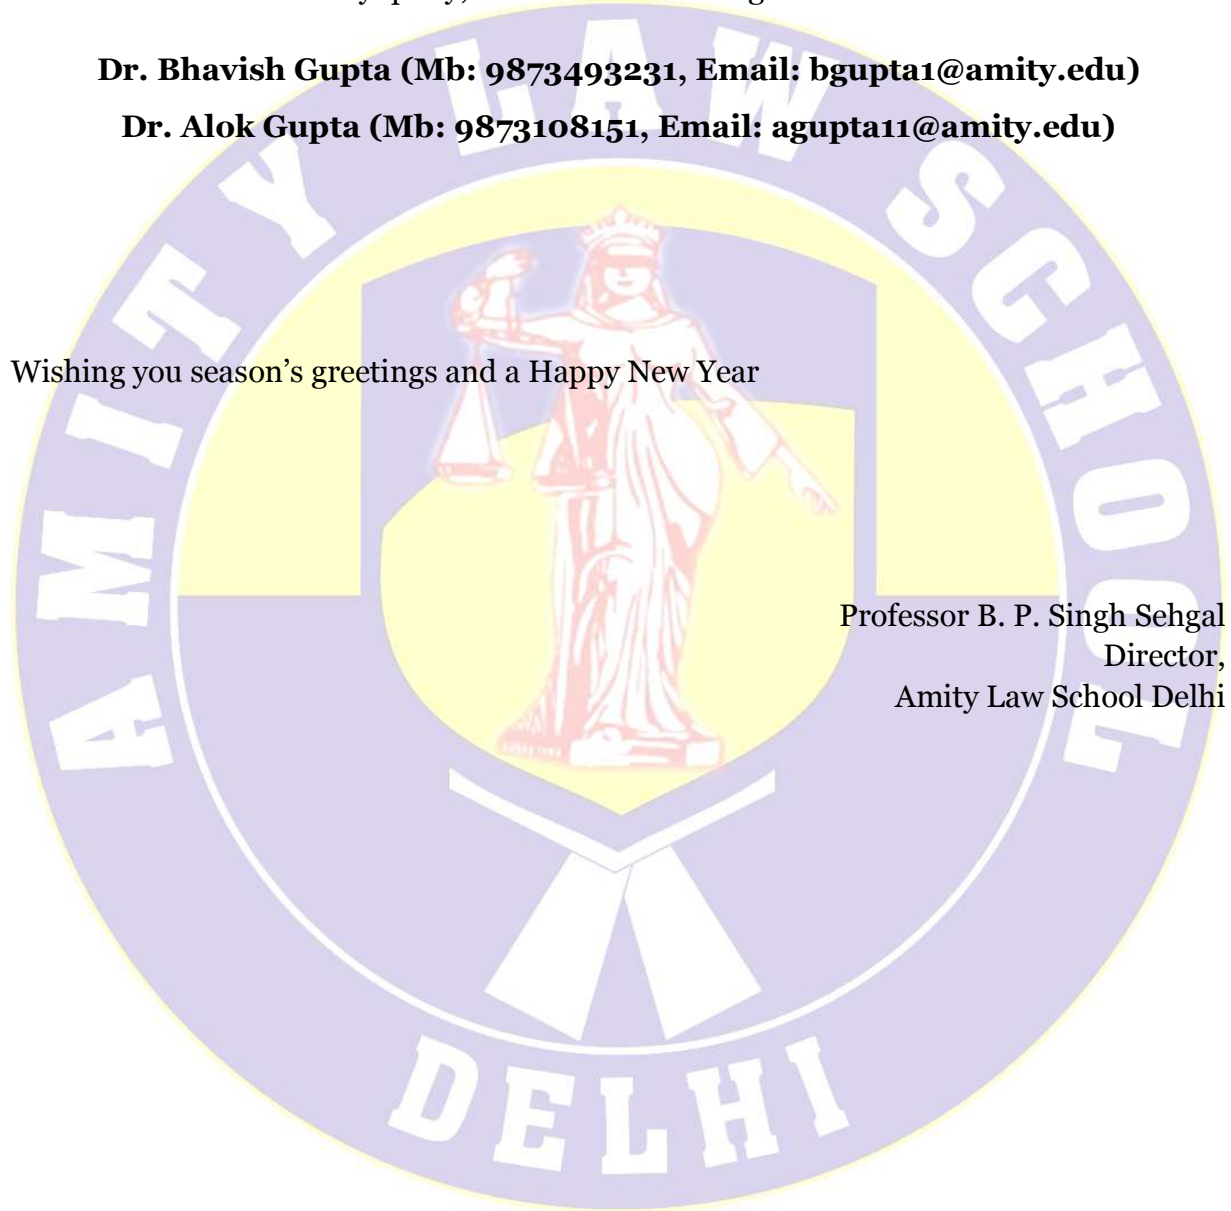 Dr. Bhavish Gupta (Mb: 9873493231, Email: bgupta1@amity.edu)
Dr. Alok Gupta (Mb: 9873108151, Email: agupta11@amity.edu)
Wishing you season’s greetings and a Happy New Year
Professor B. P. Singh Sehgal
Director,
Amity Law School Delhi
AMITY LAW SCHOOL
DELHI